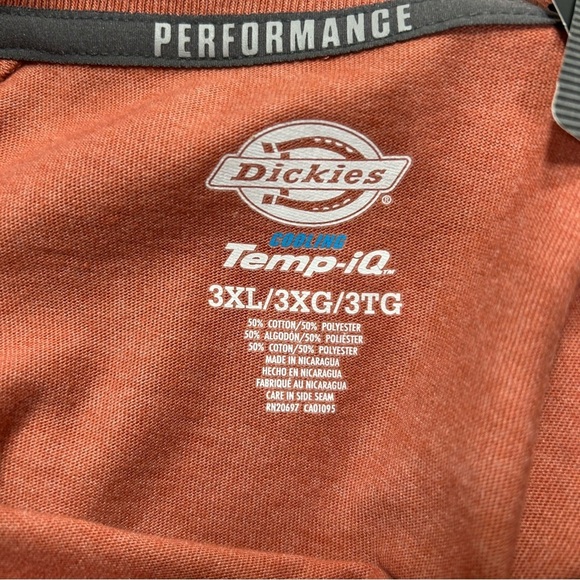 PERFORMANCE
Dickies®
COOLING
Temp-iQ™
3XL/3XG/3TG
50% COTTON/50% POLYESTER
50% ALGODÓN/50% POLIÉSTER
50% COTON/50% POLYESTER
MADE IN NICARAGUA
HECHO EN NICARAGUA
FABRIQUÉ AU NICARAGUA
CARE IN SIDE SEAM
RN20697 CA01095